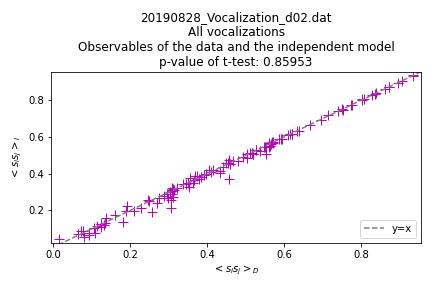 20190828_Vocalization_d02.dat
All vocalizations
Observables of the data and the independent model
p-value of t-test: 0.85953
< s_i s_j >_I
0.8
0.6
0.4
0.2
y=x
0.0 0.2 0.4 0.6 0.8
< s_i s_j >_D